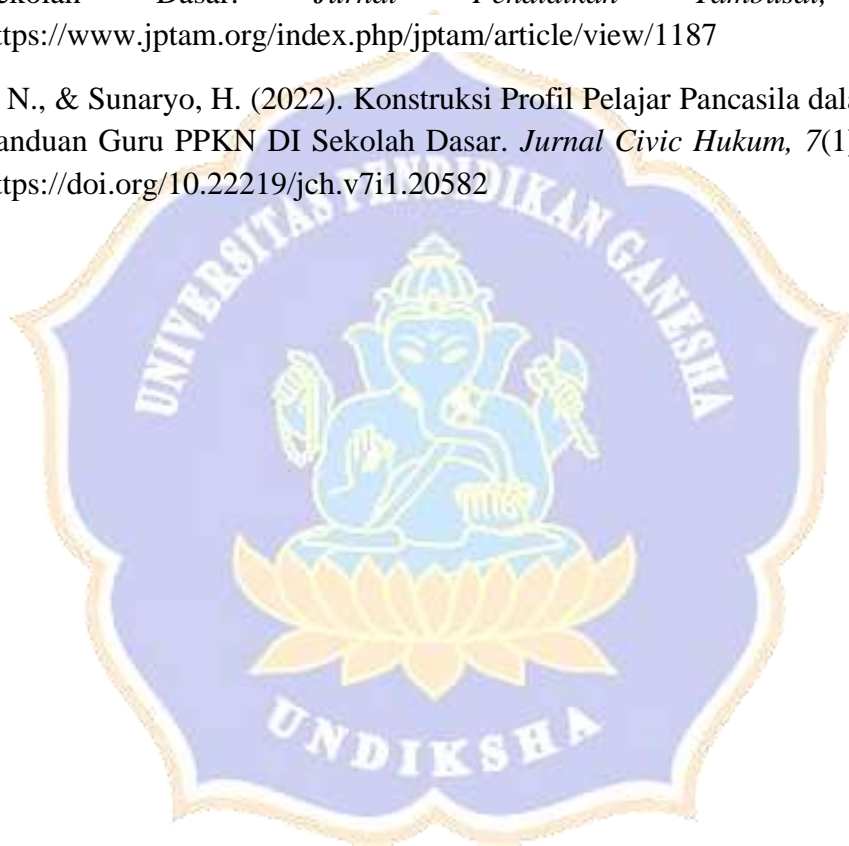 ekolah Dasar. Jurnal Pendidikan Tambusai,
ttps://www.jptam.org/index.php/jptam/article/view/1187
N., & Sunaryo, H. (2022). Konstruksi Profil Pelajar Pancasila dala
anduan Guru PPKN DI Sekolah Dasar. Jurnal Civic Hukum, 7(1)
ttps://doi.org/10.22219/jch.v7i1.20582
UNIVERSITAS PENDIDIKAN GANESHA
UNDIKSHA